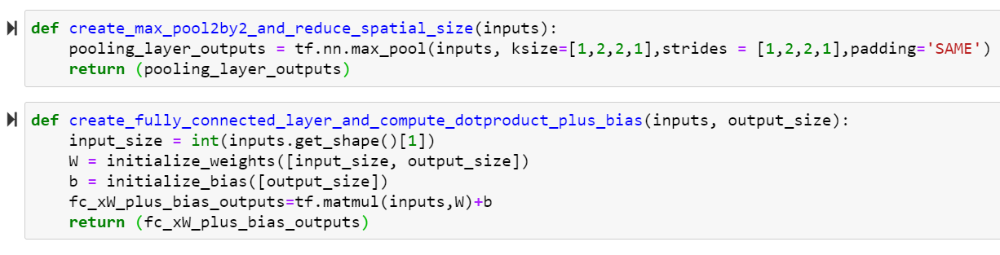 def create_max_pool2by2_and_reduce_spatial_size(inputs):
    pooling_layer_outputs = tf.nn.max_pool(inputs, ksize=[1,2,2,1],strides = [1,2,2,1],padding='SAME')
    return (pooling_layer_outputs)
def create_fully_connected_layer_and_compute_dotproduct_plus_bias(inputs, output_size):
    input_size = int(inputs.get_shape()[1])
    W = initialize_weights([input_size, output_size])
    b = initialize_bias([output_size])
    fc_xW_plus_bias_outputs=tf.matmul(inputs,W)+b
    return (fc_xW_plus_bias_outputs)